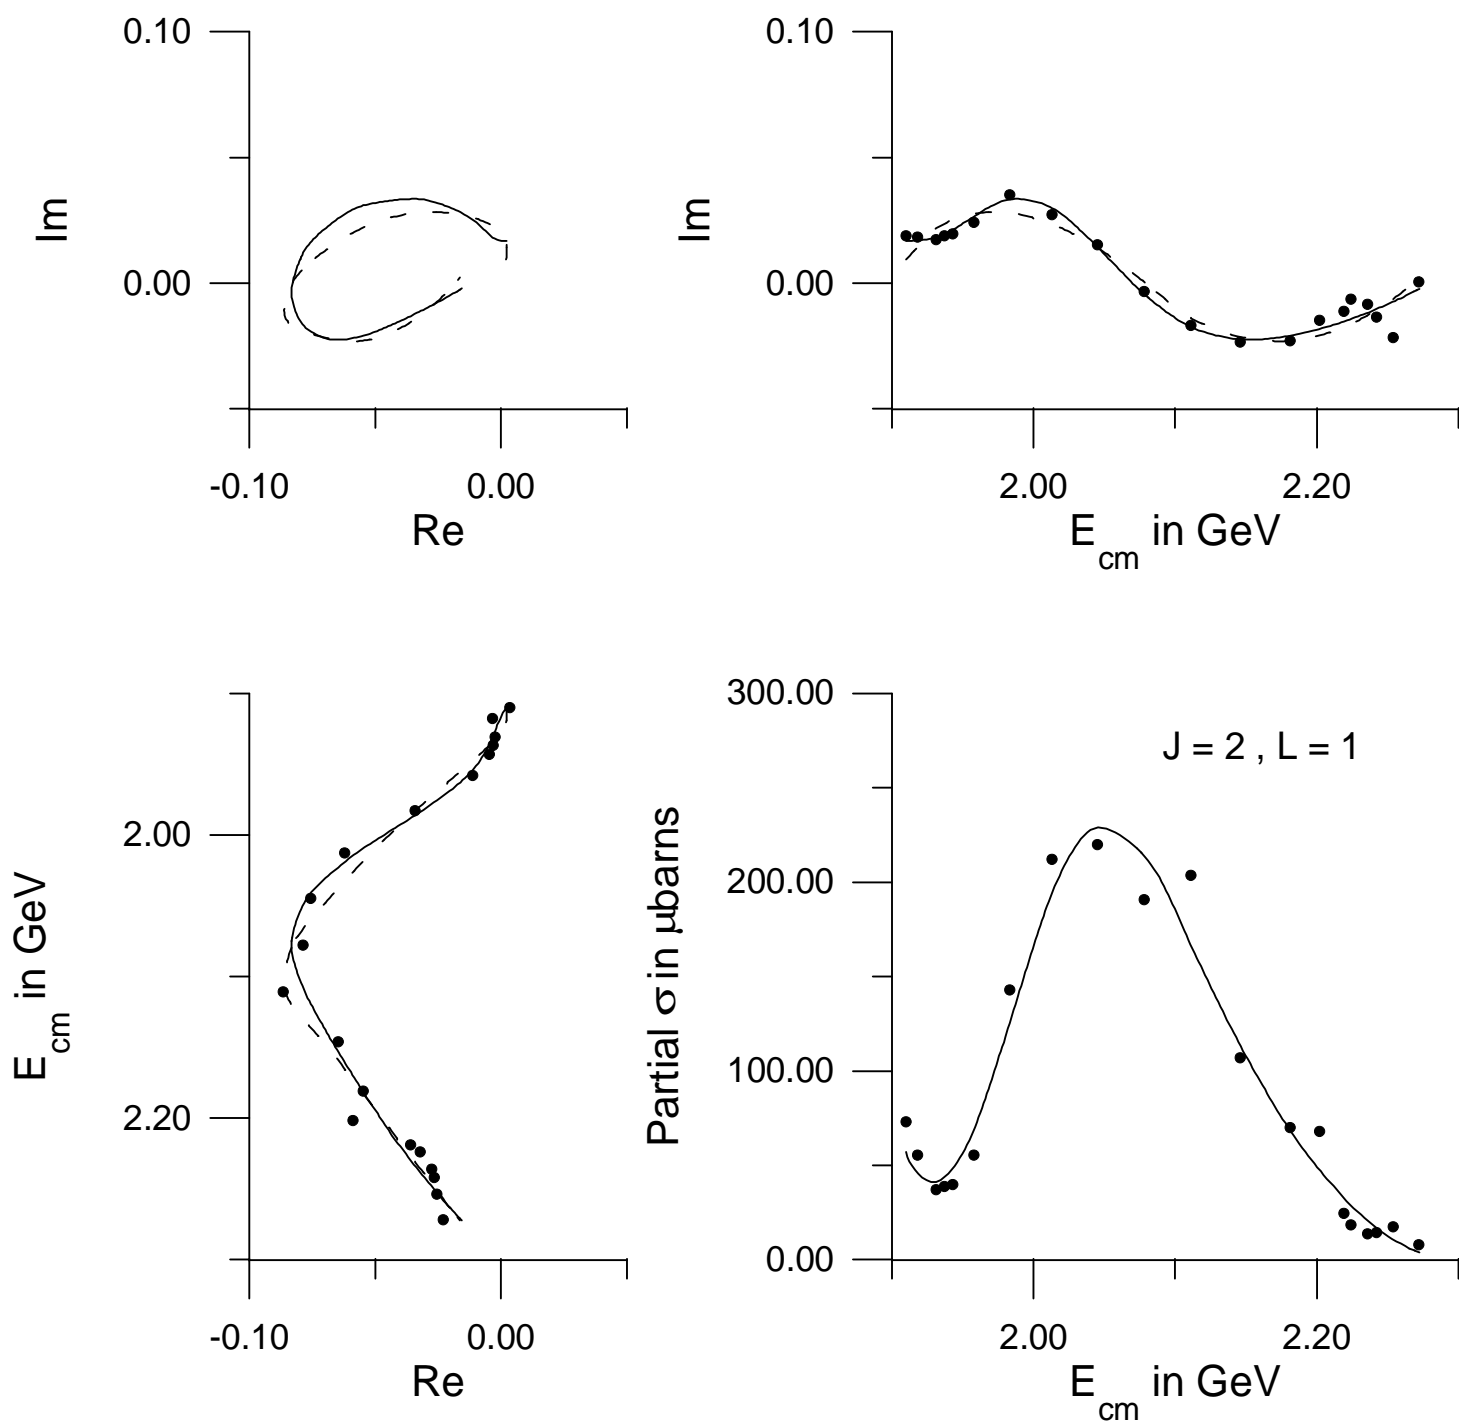 0.10
Im
0.00
-0.10 0.00
Re
0.10
Im
0.00
2.00 2.20
E cm in GeV
2.00
E cm in GeV
2.20
-0.10 0.00
Re
300.00
J = 2 , L = 1
200.00
Partial σ in μbarns
100.00
0.00
2.00 2.20
E cm in GeV